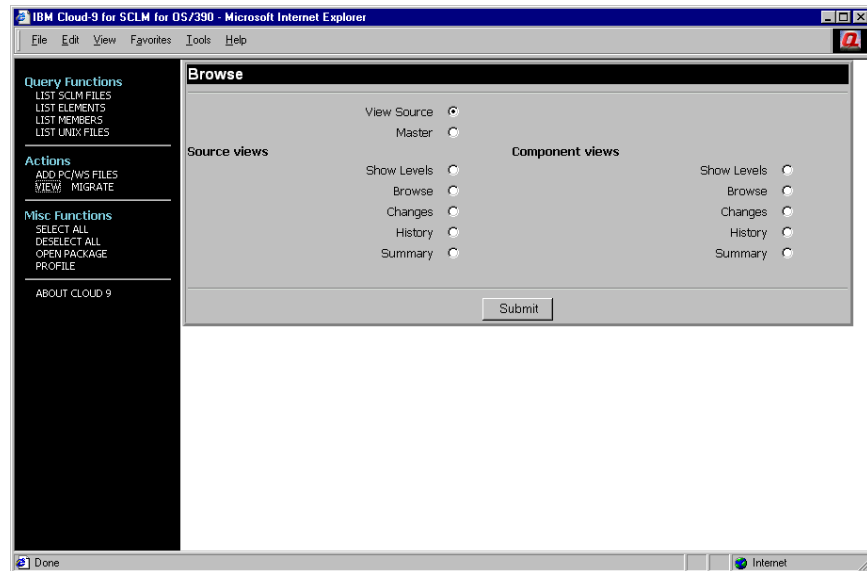 IBM Cloud-9 for SCLM for OS/390 - Microsoft Internet Explorer
File Edit View Favorites Tools Help
Query Functions
LIST SCLM FILES
LIST ELEMENTS
LIST MEMBERS
LIST UNIX FILES
Actions
ADD PC/WS FILES
VIEW MIGRATE
Misc Functions
SELECT ALL
DESELECT ALL
OPEN PACKAGE
PROFILE
ABOUT CLOUD 9
Browse
View Source
Master
Source views Component views
Show Levels Show Levels
Browse Browse
Changes Changes
History History
Summary Summary
Submit
Done Internet